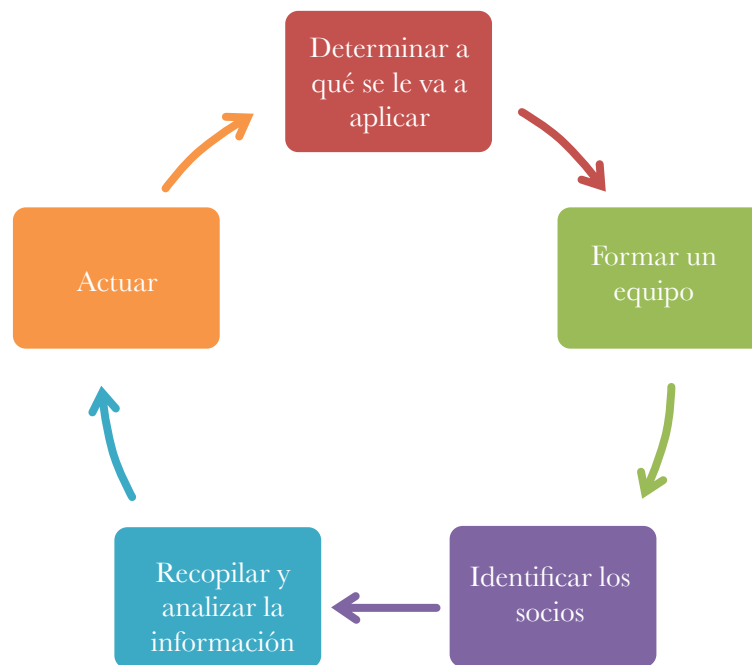 Determinar a
qué se le va a
aplicar
Formar un
equipo
Identificar los
socios
Recopilar y
analizar la
información
Actuar